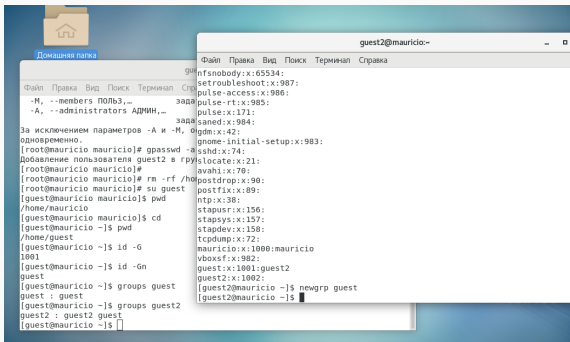 Домашняя папка
gue
Файл Правка Вид Поиск Терминал Спр
-M, --members ПОЛЬЗ,… зада
-A, --administrators АДМИН,…
зада
За исключением параметров -A и -M, о
одновременно.
[root@mauricio mauricio]# gpasswd -a
Добавление пользователя guest2 в гру
[root@mauricio mauricio]#
[root@mauricio mauricio]# rm -rf /ho
[root@mauricio mauricio]# su guest
[guest@mauricio mauricio]$ pwd
/home/mauricio
[guest@mauricio mauricio]$ cd
[guest@mauricio ~]$ pwd
/home/guest
[guest@mauricio ~]$ id -G
1001
[guest@mauricio ~]$ id -Gn
guest
[guest@mauricio ~]$ groups guest
guest : guest
[guest@mauricio ~]$ groups guest2
guest2 : guest2 guest
[guest@mauricio ~]$
guest2@mauricio:~
Файл Правка Вид Поиск Терминал Справка
nfsnobody:x:65534:
setroubleshoot:x:987:
pulse-access:x:986:
pulse-rt:x:985:
pulse:x:171:
saned:x:984:
gdm:x:42:
gnome-initial-setup:x:983:
sshd:x:74:
slocate:x:21:
avahi:x:70:
postdrop:x:90:
postfix:x:89:
ntp:x:38:
stapusr:x:156:
stapsys:x:157:
stapdev:x:158:
tcpdump:x:72:
mauricio:x:1000:mauricio
vboxsf:x:982:
guest:x:1001:guest2
guest2:x:1002:
[guest2@mauricio ~]$ newgrp guest
[guest2@mauricio ~]$